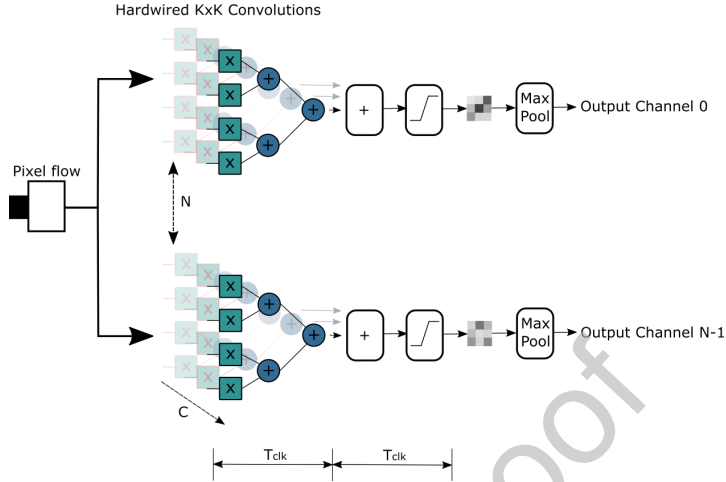 Hardwired KxK Convolutions
X X X
X X X
X X X
X X X
+ + + +
+
Max
Pool
Output Channel 0
Pixel flow
N
X X X
X X X
X X X
X X X
+ + + +
+
Max
Pool
Output Channel N-1
C
Tclk
Tclk